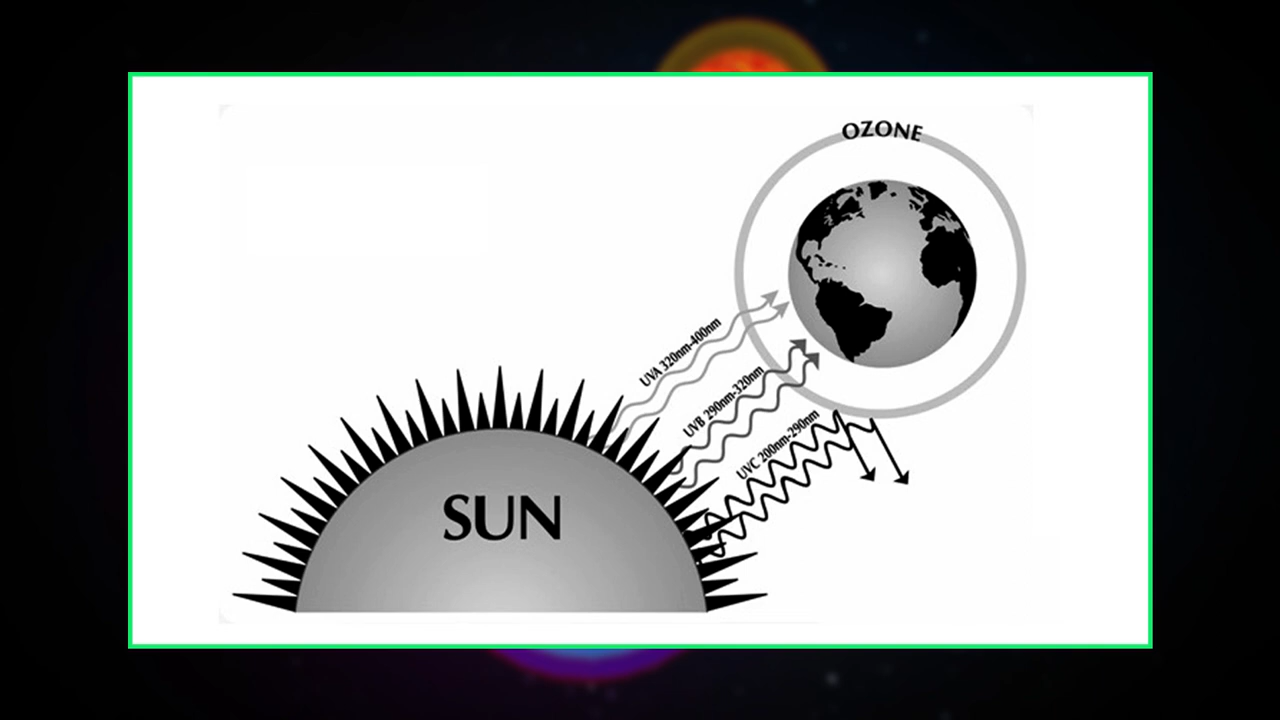 OZONE
UVA 320nm-400nm
UVB 290nm-320nm
UVC 200nm-290nm
SUN